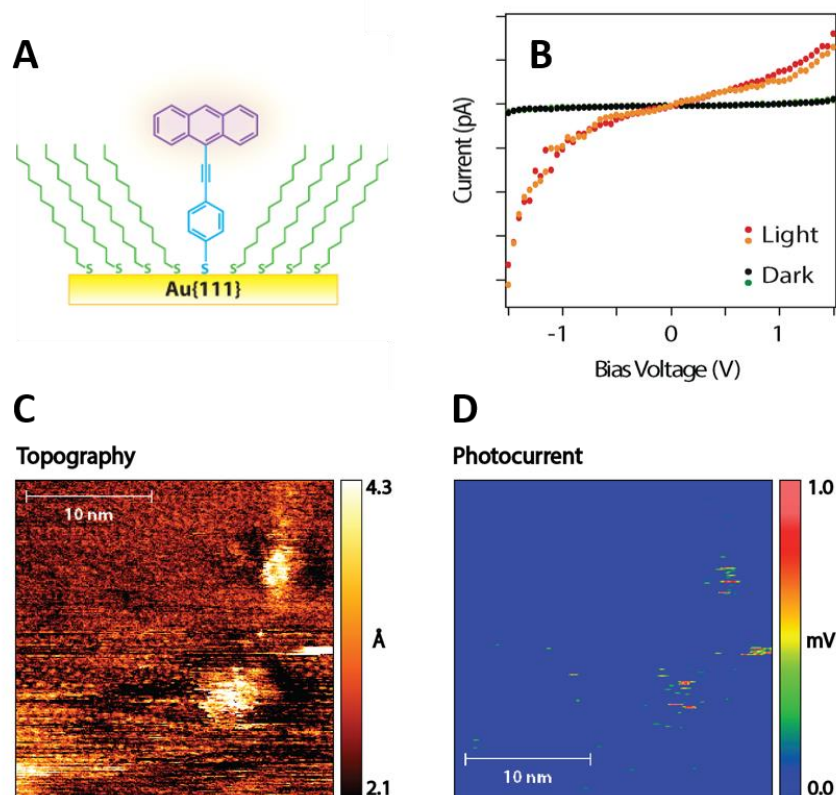 A
S S S S S S S S S
Au{111}
B
Current (pA)
Light
Dark
-1 0 1
Bias Voltage (V)
C
Topography
10 nm
4.3
Å
2.1
D
Photocurrent
10 nm
1.0
mV
0.0